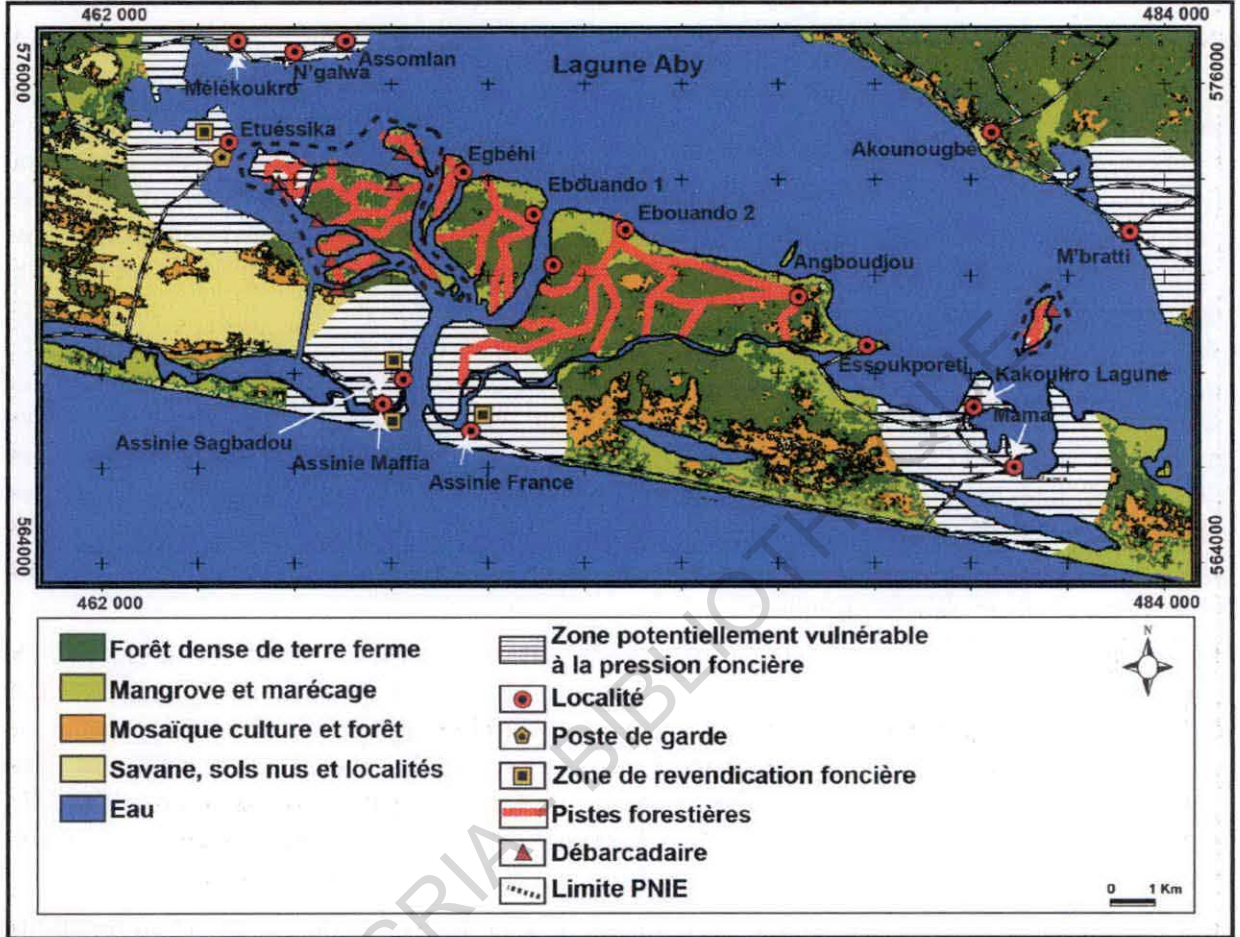 462 000
484 000
576000
576000
Assomlan
N'galwa
Mélékoukro
Lagune Aby
Etuéssika
Akounougbé
Egbéhi
Ebouando 1
Ebouando 2
M'bratti
Angboudjou
Essoukporeti
Kakoukro Lagune
Mama
Assinie Sagbadou
Assinie Maffia
Assinie France
564000
564000
462 000
484 000
Forêt dense de terre ferme
Mangrove et marécage
Mosaïque culture et forêt
Savane, sols nus et localités
Eau
Zone potentiellement vulnérable
à la pression foncière
Localité
Poste de garde
Zone de revendication foncière
Pistes forestières
Débarcadaire
Limite PNIE
N
0 1 Km